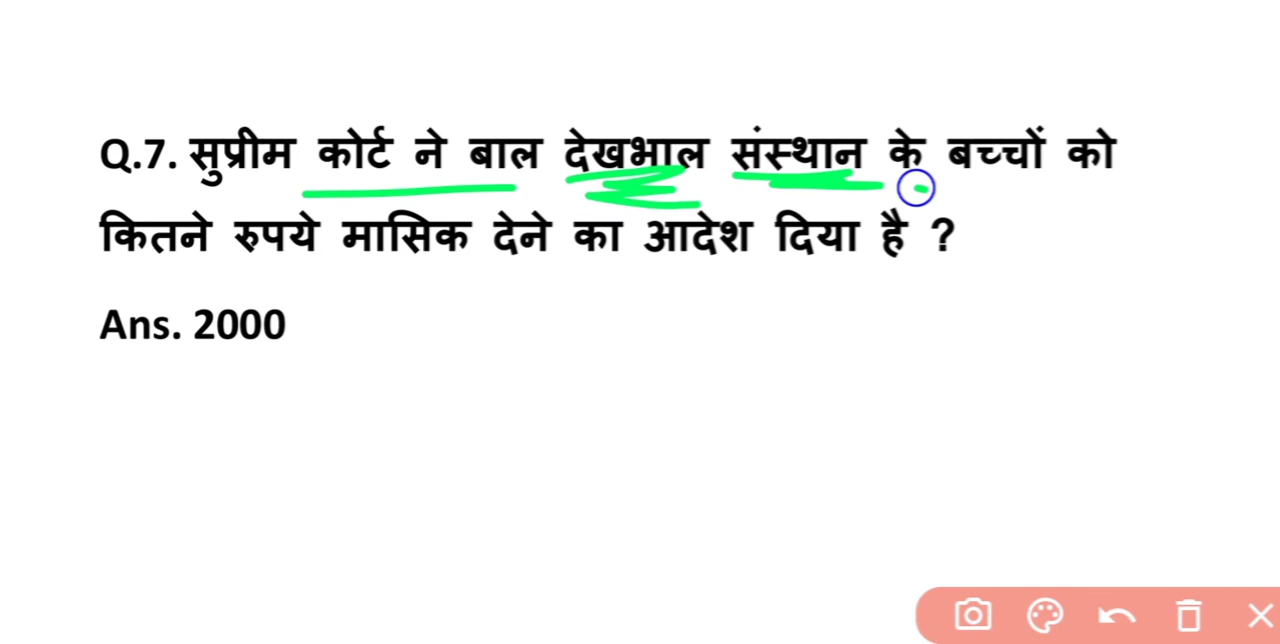 Q.7. सुप्रीम कोर्ट ने बाल देखभाल संस्थान के बच्चों को
कितने रुपये मासिक देने का आदेश दिया है ?
Ans. 2000